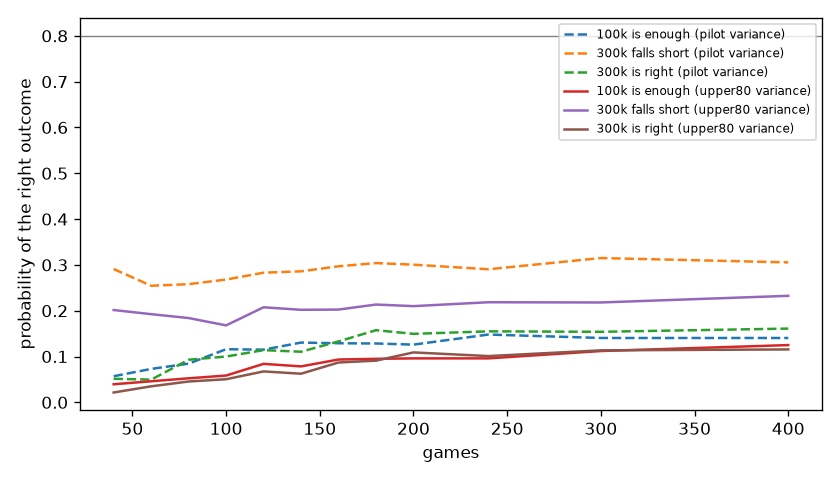 100k is enough (pilot variance)
300k falls short (pilot variance)
300k is right (pilot variance)
100k is enough (upper80 variance)
300k falls short (upper80 variance)
300k is right (upper80 variance)
probability of the right outcome
0.8
0.7
0.6
0.5
0.4
0.3
0.2
0.1
0.0
50 100 150 200 250 300 350 400
games